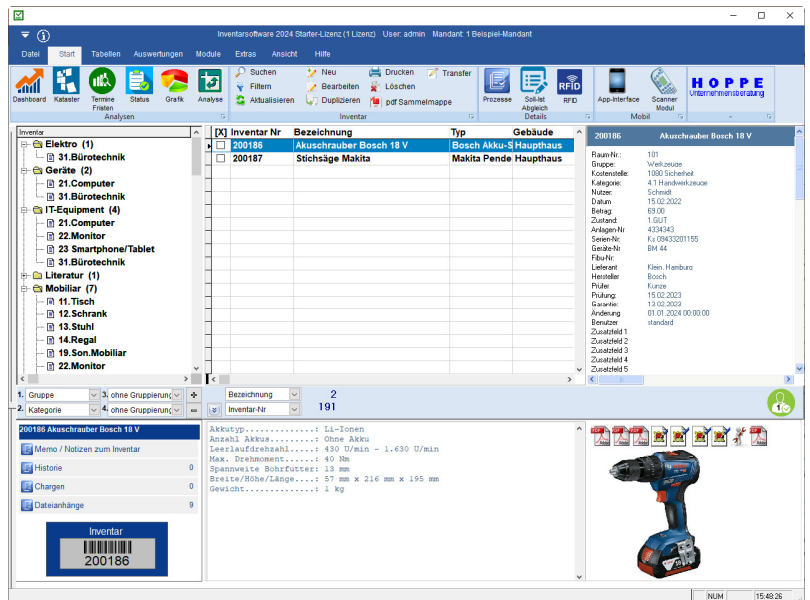 Inventarsoftware 2024 Starter-Lizenz (1 Lizenz) User: admin Mandant: 1 Beispiel-Mandant
Datei Start Tabellen Auswertungen Module Extras Ansicht Hilfe
Dashboard Kataster Termine Fristen Status Grafik Analyse
Analysen
Suchen Neu Drucken Transfer
Filtern Bearbeiten Löschen
Aktualisieren Duplizieren pdf Sammelmappe
Inventar
Prozesse Soll-Ist Abgleich RFID RFID
Details
App-Interface Scanner Modul
Mobil
HOPPE
Unternehmensberatung
-
Inventar
Elektro (1)
31.Bürotechnik
Geräte (2)
21.Computer
31.Bürotechnik
IT-Equipment (4)
21.Computer
22.Monitor
23 Smartphone/Tablet
31.Bürotechnik
Literatur (1)
Mobiliar (7)
11.Tisch
12.Schrank
13.Stuhl
14.Regal
19.Son.Mobiliar
22.Monitor
1. Gruppe 3. ohne Gruppierung
2. Kategorie 4. ohne Gruppierung
[X] Inventar Nr Bezeichnung Typ Gebäude
200186 Akuschrauber Bosch 18 V Bosch Akku-S Haupthaus
200187 Stichsäge Makita Makita Pende Haupthaus
Bezeichnung 2
Inventar-Nr 191
200186 Akuschrauber Bosch 18 V
Raum-Nr.: 101
Gruppe: Werkzeuge
Kostenstelle: 1080 Sicherheit
Kategorie: 4.1 Handwerkzeuge
Nutzer: Schmidt
Datum 15.02.2022
Betrag: 69.00
Zustand: 1.GUT
Anlagen-Nr 4334343
Serien-Nr: Ks 09433201155
Geräte-Nr BM 44
Fibu-Nr:
Lieferant Klein. Hamburg
Hersteller Bosch
Prüfer Kunze
Prüfung: 15.02.2023
Garantie: 13.02.2023
Änderung 01.01.2024 00:00:00
Benutzer standard
Zusatzfeld 1
Zusatzfeld 2
Zusatzfeld 3
Zusatzfeld 4
Zusatzfeld 5
1
200186 Akuschrauber Bosch 18 V
Memo / Notizen zum Inventar
Historie 0
Chargen 0
Dateianhänge 9
Inventar
200186
Akkutyp..............: Li-Ionen
Anzahl Akkus.........: Ohne Akku
Leerlaufdrehzahl.....: 430 U/min - 1.630 U/min
Max. Drehmoment......: 40 Nm
Spannweite Bohrfutter: 13 mm
Breite/Höhe/Länge....: 57 mm x 216 mm x 195 mm
Gewicht..............: 1 kg
BOSCH
NUM 15:48:26